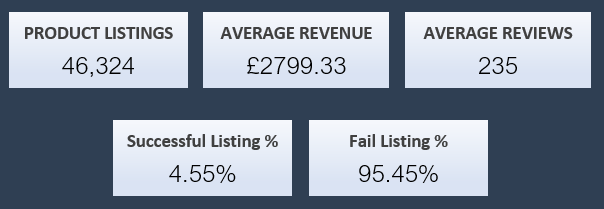 PRODUCT LISTINGS
46,324
AVERAGE REVENUE
£2799.33
AVERAGE REVIEWS
235
Successful Listing %
4.55%
Fail Listing %
95.45%